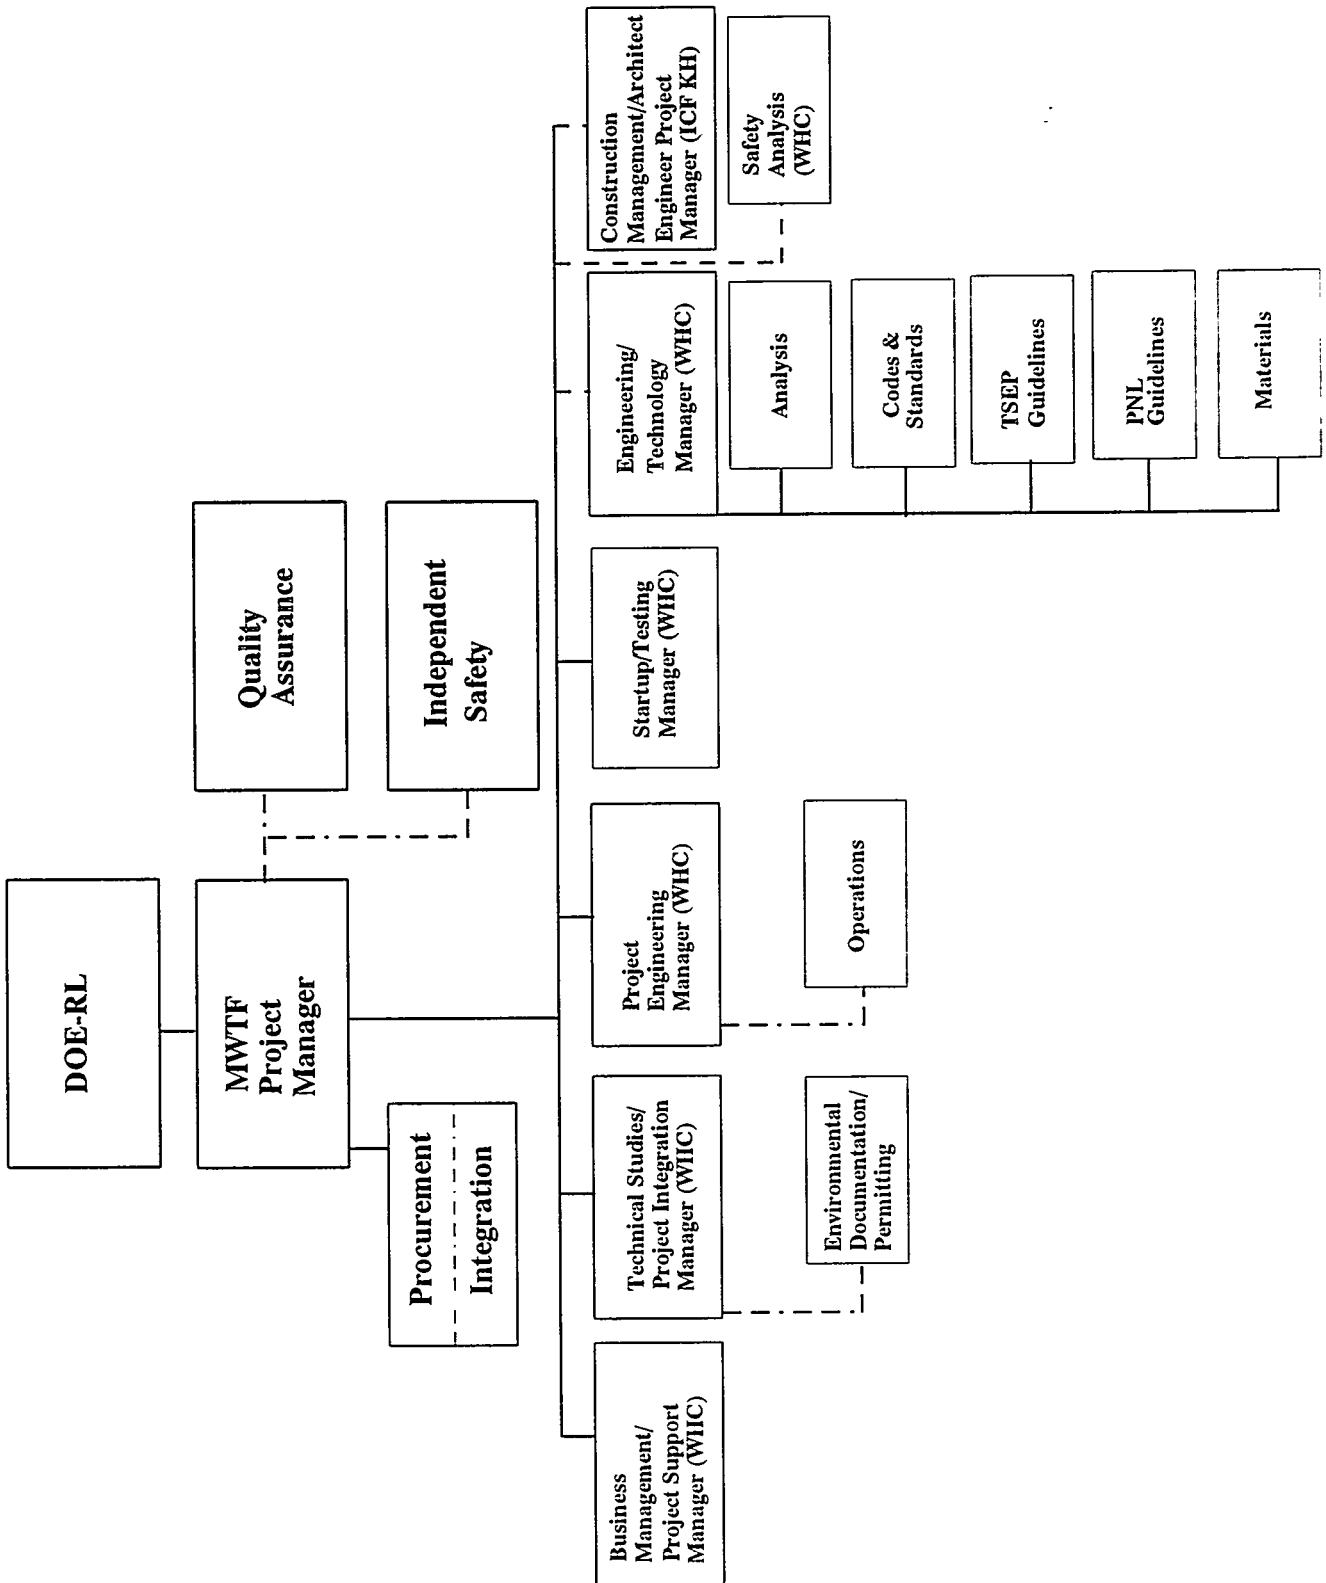 DOE-RL
MWTF
Project
Manager
Quality
Assurance
Independent
Safety
Procurement
Integration
Business
Management/
Project Support
Manager (WHC)
Technical Studies/
Project Integration
Manager (WHC)
Project
Engineering
Manager (WHC)
Startup/Testing
Manager (WHC)
Engineering/
Technology
Manager (WHC)
Construction
Management/Architect
Engineer Project
Manager (ICF KH)
Environmental
Documentation/
Permitting
Operations
Analysis
Codes &
Standards
TSEP
Guidelines
PNL
Guidelines
Materials
Safety
Analysis
(WHC)